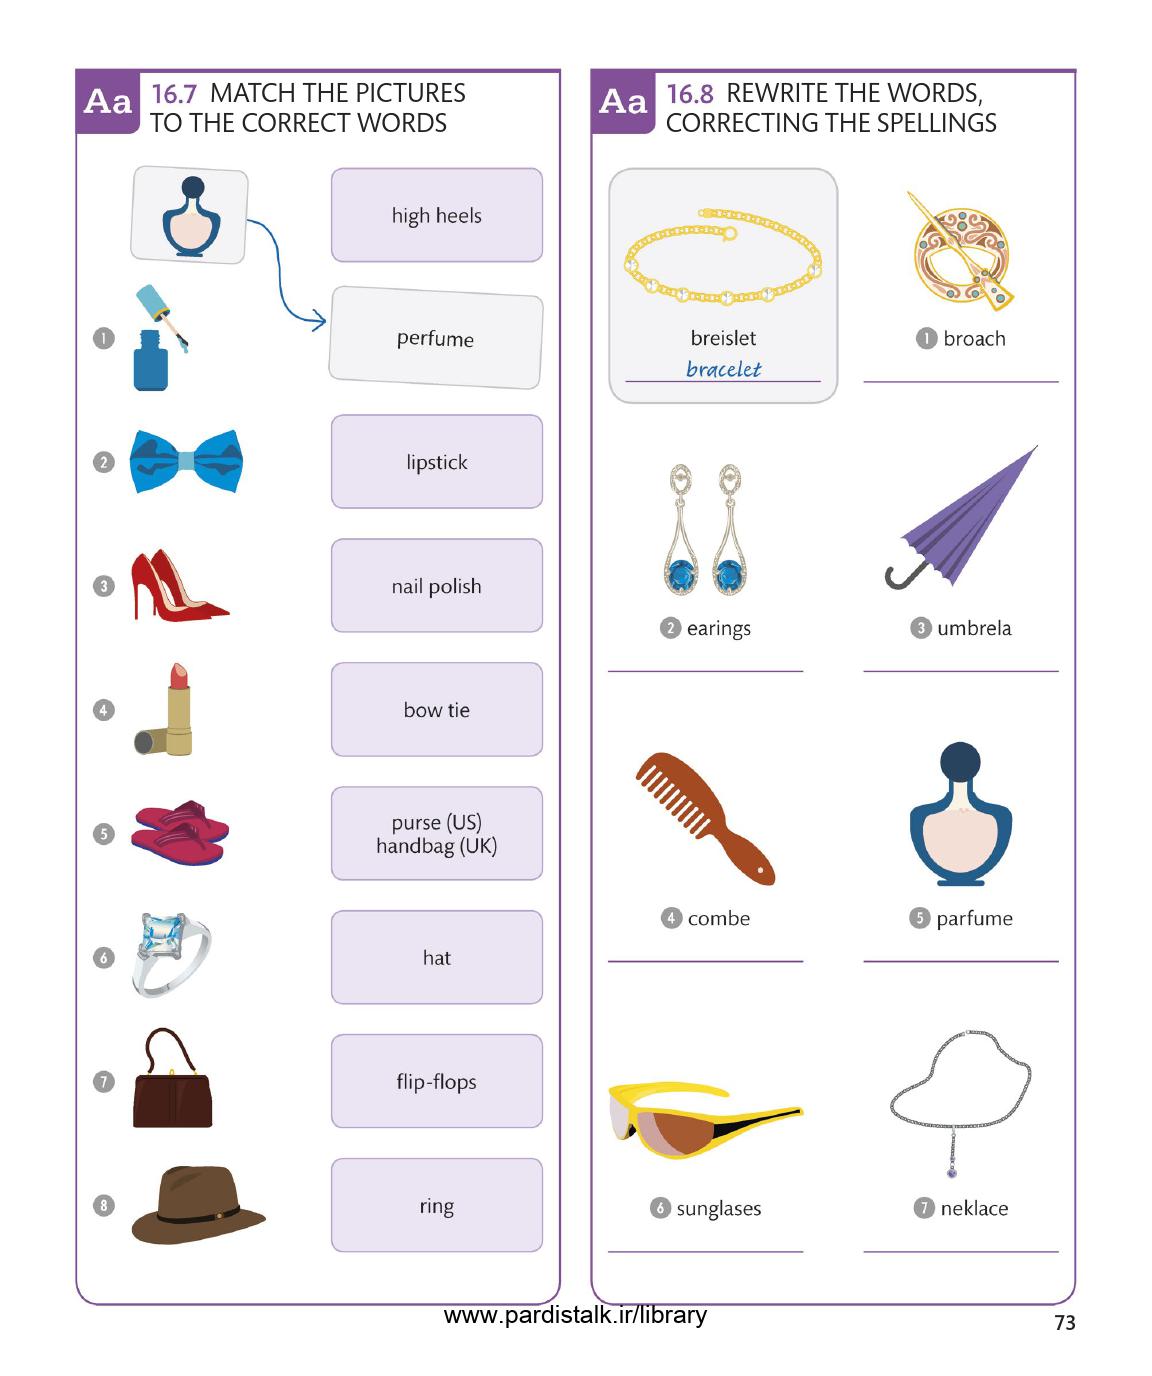 Aa
16.7 MATCH THE PICTURES
TO THE CORRECT WORDS
high heels
1
perfume
2
lipstick
3
nail polish
4
bow tie
5
purse (US)
handbag (UK)
6
hat
7
flip-flops
8
ring
Aa
16.8 REWRITE THE WORDS,
CORRECTING THE SPELLINGS
breislet
bracelet
1 broach
2 earings
3 umbrela
4 combe
5 parfume
6 sunglases
7 neklace
www.pardistalk.ir/library
73